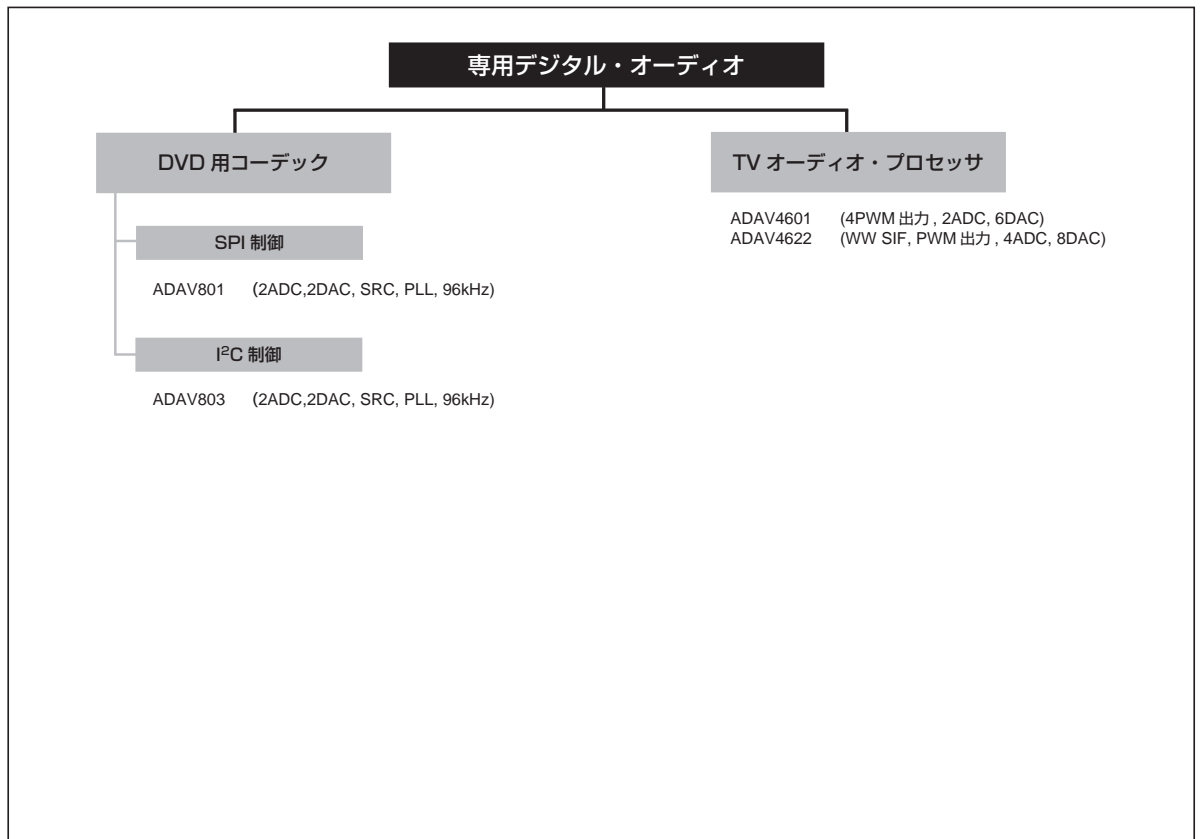 専用デジタル・オーディオ
DVD 用コーデック
SPI 制御
ADAV801 (2ADC,2DAC, SRC, PLL, 96kHz)
I²C 制御
ADAV803 (2ADC,2DAC, SRC, PLL, 96kHz)
TV オーディオ・プロセッサ
ADAV4601 (4PWM 出力 , 2ADC, 6DAC)
ADAV4622 (WW SIF, PWM 出力 , 4ADC, 8DAC)